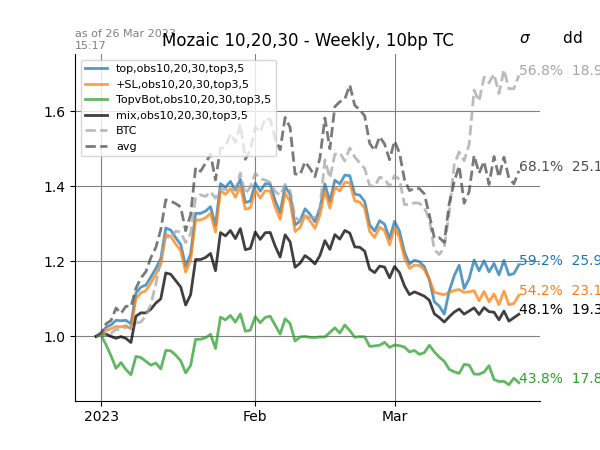 as of 26 Mar 2023
15:17
Mozaic 10,20,30 - Weekly, 10bp TC
σ dd
top,obs10,20,30,top3,5
+SL,obs10,20,30,top3,5
TopvBot,obs10,20,30,top3,5
mix,obs10,20,30,top3,5
BTC
avg
56.8% 18.9
68.1% 25.1
59.2% 25.9
54.2% 23.1
48.1% 19.3
43.8% 17.8
1.6
1.4
1.2
1.0
2023 Feb Mar